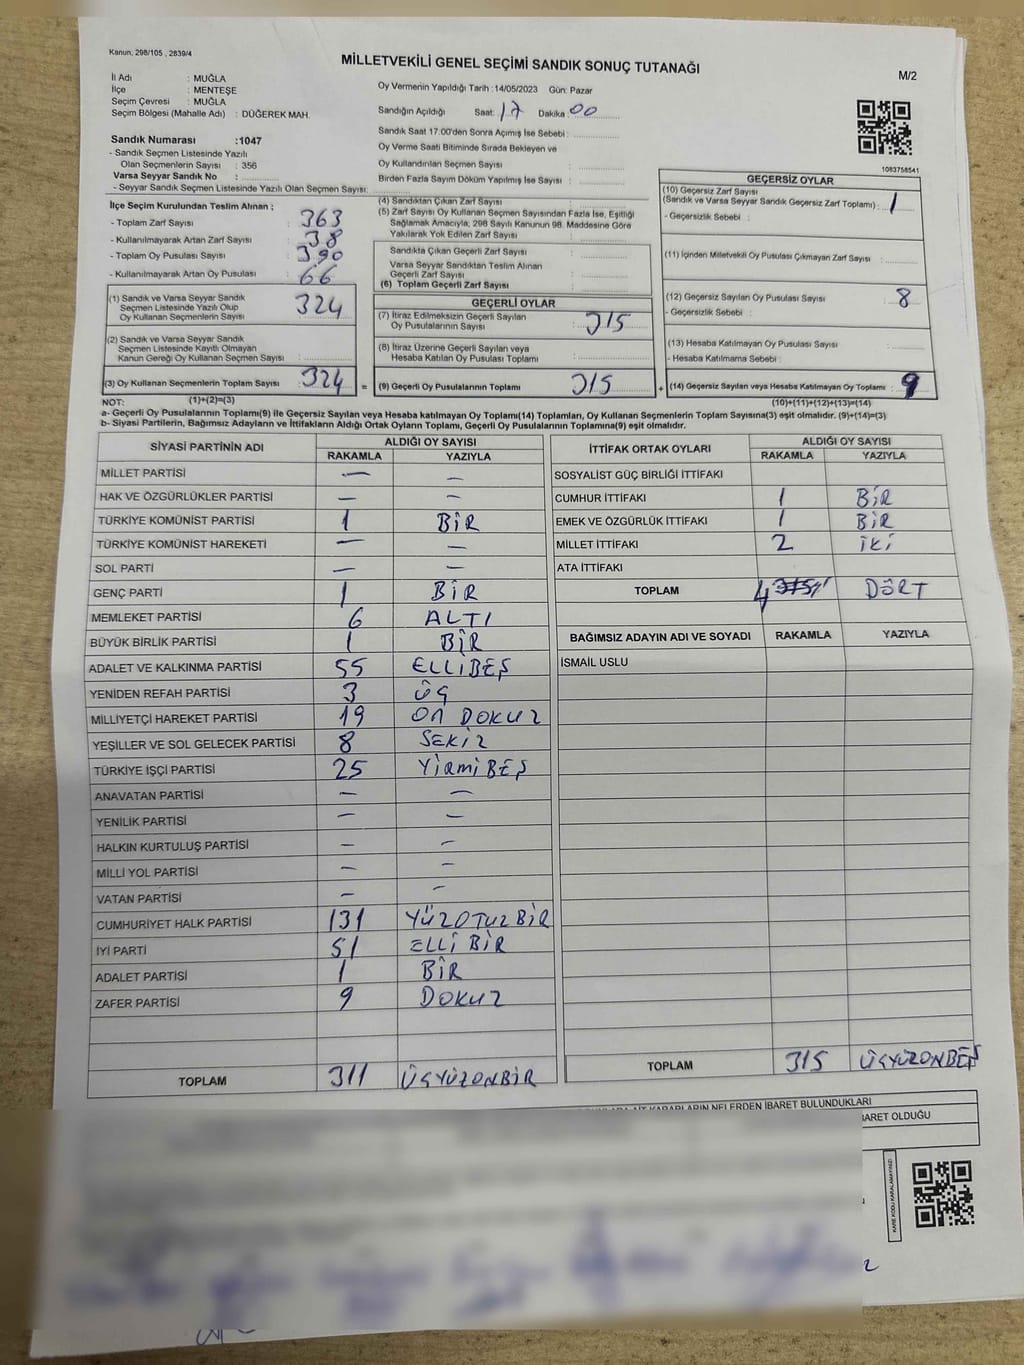 Kanun, 298/105 , 2839/4
MİLLETVEKİLİ GENEL SEÇİMİ SANDIK SONUÇ TUTANAĞI
M/2
İl Adı : MUĞLA
İlçe : MENTEŞE
Seçim Çevresi : MUĞLA
Seçim Bölgesi (Mahalle Adı) : DÜĞEREK MAH.
Sandık Numarası :1047
- Sandık Seçmen Listesinde Yazılı
Olan Seçmenlerin Sayısı : 356
Varsa Seyyar Sandık No :
- Seyyar Sandık Seçmen Listesinde Yazılı Olan Seçmen Sayısı:
Oy Vermenin Yapıldığı Tarih :14/05/2023 Gün: Pazar
Sandığın Açıldığı Saat: 17 Dakika: 00
Sandık Saat 17.00'den Sonra Açılmış İse Sebebi :
Oy Verme Saati Bitiminde Sırada Bekleyen ve
Oy Kullandırılan Seçmen Sayısı :
Birden Fazla Sayım Döküm Yapılmış İse Sayısı :
1083758541
İlçe Seçim Kurulundan Teslim Alınan ;
- Toplam Zarf Sayısı : 363
- Kullanılmayarak Artan Zarf Sayısı : 38
- Toplam Oy Pusulası Sayısı : 390
- Kullanılmayarak Artan Oy Pusulası : 66
(1) Sandık ve Varsa Seyyar Sandık
Seçmen Listesinde Yazılı Olup
Oy Kullanan Seçmenlerin Sayısı : 324
(2) Sandık ve Varsa Seyyar Sandık
Seçmen Listesinde Kayıtlı Olmayan
Kanun Gereği Oy Kullanan Seçmen Sayısı :
(3) Oy Kullanan Seçmenlerin Toplam Sayısı : 324 =
(4) Sandıktan Çıkan Zarf Sayısı :
(5) Zarf Sayısı Oy Kullanan Seçmen Sayısından Fazla İse, Eşitliği
Sağlamak Amacıyla, 298 Sayılı Kanunun 98. Maddesine Göre
Yakılarak Yok Edilen Zarf Sayısı :
Sandıkta Çıkan Geçerli Zarf Sayısı :
Varsa Seyyar Sandıktan Teslim Alınan
Geçerli Zarf Sayısı :
(6) Toplam Geçerli Zarf Sayısı :
GEÇERLİ OYLAR
(7) İtiraz Edilmeksizin Geçerli Sayılan
Oy Pusulalarının Sayısı : 315
(8) İtiraz Üzerine Geçerli Sayılan veya
Hesaba Katılan Oy Pusulası Toplamı :
(9) Geçerli Oy Pusulalarının Toplamı : 315 +
GEÇERSİZ OYLAR
(10) Geçersiz Zarf Sayısı
(Sandık ve Varsa Seyyar Sandık Geçersiz Zarf Toplamı) : 1
- Geçersizlik Sebebi :
(11) İçinden Milletvekili Oy Pusulası Çıkmayan Zarf Sayısı :
(12) Geçersiz Sayılan Oy Pusulası Sayısı : 8
- Geçersizlik Sebebi :
(13) Hesaba Katılmayan Oy Pusulası Sayısı :
- Hesaba Katılmama Sebebi :
(14) Geçersiz Sayılan veya Hesaba Katılmayan Oy Toplamı : 9
NOT: (1)+(2)=(3) (10)+(11)+(12)+(13)=(14)
a- Geçerli Oy Pusulalarının Toplamı(9) ile Geçersiz Sayılan veya Hesaba katılmayan Oy Toplamı(14) Toplamları, Oy Kullanan Seçmenlerin Toplam Sayısına(3) eşit olmalıdır. (9)+(14)=(3)
b- Siyasi Partilerin, Bağımsız Adayların ve İttifakların Aldığı Ortak Oyların Toplamı, Geçerli Oy Pusulalarının Toplamına(9) eşit olmalıdır.
SİYASİ PARTİNİN ADI ALDIĞI OY SAYISI
RAKAMLA YAZIYLA
MİLLET PARTİSİ — —
HAK VE ÖZGÜRLÜKLER PARTİSİ — —
TÜRKİYE KOMÜNİST PARTİSİ 1 BİR
TÜRKİYE KOMÜNİST HAREKETİ — —
SOL PARTİ — —
GENÇ PARTİ 1 BİR
MEMLEKET PARTİSİ 6 ALTI
BÜYÜK BİRLİK PARTİSİ 1 BİR
ADALET VE KALKINMA PARTİSİ 55 ELLİBEŞ
YENİDEN REFAH PARTİSİ 3 ÜÇ
MİLLİYETÇİ HAREKET PARTİSİ 19 ON DOKUZ
YEŞİLLER VE SOL GELECEK PARTİSİ 8 SEKİZ
TÜRKİYE İŞÇİ PARTİSİ 25 YİRMİBEŞ
ANAVATAN PARTİSİ — —
YENİLİK PARTİSİ — —
HALKIN KURTULUŞ PARTİSİ — —
MİLLİ YOL PARTİSİ — —
VATAN PARTİSİ — —
CUMHURİYET HALK PARTİSİ 131 YÜZOTUZBİR
İYİ PARTİ 51 ELLİ BİR
ADALET PARTİSİ 1 BİR
ZAFER PARTİSİ 9 DOKUZ
TOPLAM 311 ÜÇYÜZONBİR
İTTİFAK ORTAK OYLARI ALDIĞI OY SAYISI
RAKAMLA YAZIYLA
SOSYALİST GÜÇ BİRLİĞİ İTTİFAKI
CUMHUR İTTİFAKI 1 BİR
EMEK VE ÖZGÜRLÜK İTTİFAKI 1 BİR
MİLLET İTTİFAKI 2 İKİ
ATA İTTİFAKI
TOPLAM 4 DÖRT
BAĞIMSIZ ADAYIN ADI VE SOYADI RAKAMLA YAZIYLA
İSMAİL USLU
TOPLAM 315 ÜÇYÜZONBEŞ
KARARLARIN NELERDEN İBARET BULUNDUKLARI
İBARET OLDUĞU
KARE KODU KARALAMAYINIZ!